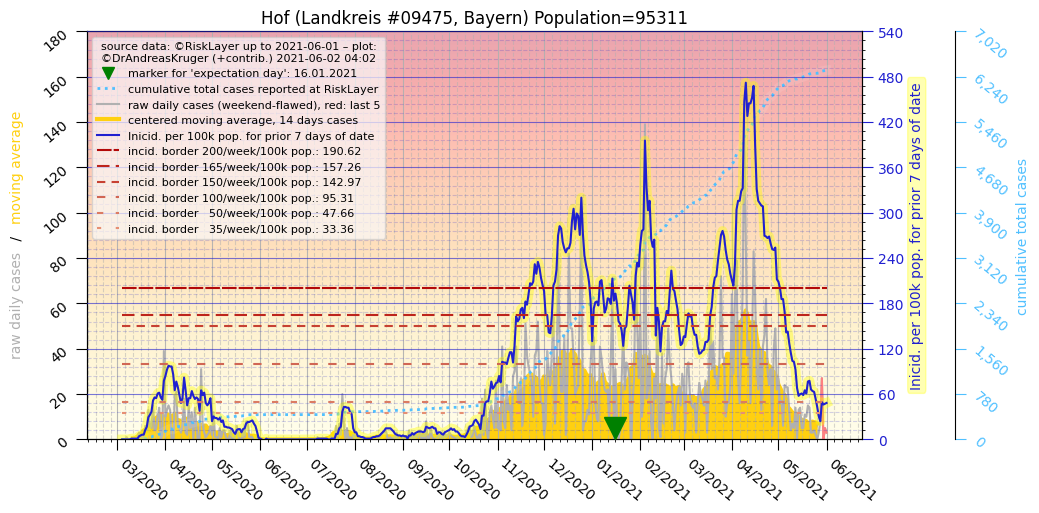 Hof (Landkreis #09475, Bayern) Population=95311
source data: ©RiskLayer up to 2021-06-01 – plot:
©DrAndreasKruger (+contrib.) 2021-06-02 04:02
marker for 'expectation day': 16.01.2021
cumulative total cases reported at RiskLayer
raw daily cases (weekend-flawed), red: last 5
centered moving average, 14 days cases
Inicid. per 100k pop. for prior 7 days of date
incid. border 200/week/100k pop.: 190.62
incid. border 165/week/100k pop.: 157.26
incid. border 150/week/100k pop.: 142.97
incid. border 100/week/100k pop.: 95.31
incid. border   50/week/100k pop.: 47.66
incid. border   35/week/100k pop.: 33.36
raw daily cases / moving average
180
160
140
120
100
80
60
40
20
0
540
480
420
360
300
240
180
120
60
0
Inicid. per 100k pop. for prior 7 days of date
7,020
6,240
5,460
4,680
3,900
3,120
2,340
1,560
780
0
cumulative total cases
03/2020
04/2020
05/2020
06/2020
07/2020
08/2020
09/2020
10/2020
11/2020
12/2020
01/2021
02/2021
03/2021
04/2021
05/2021
06/2021